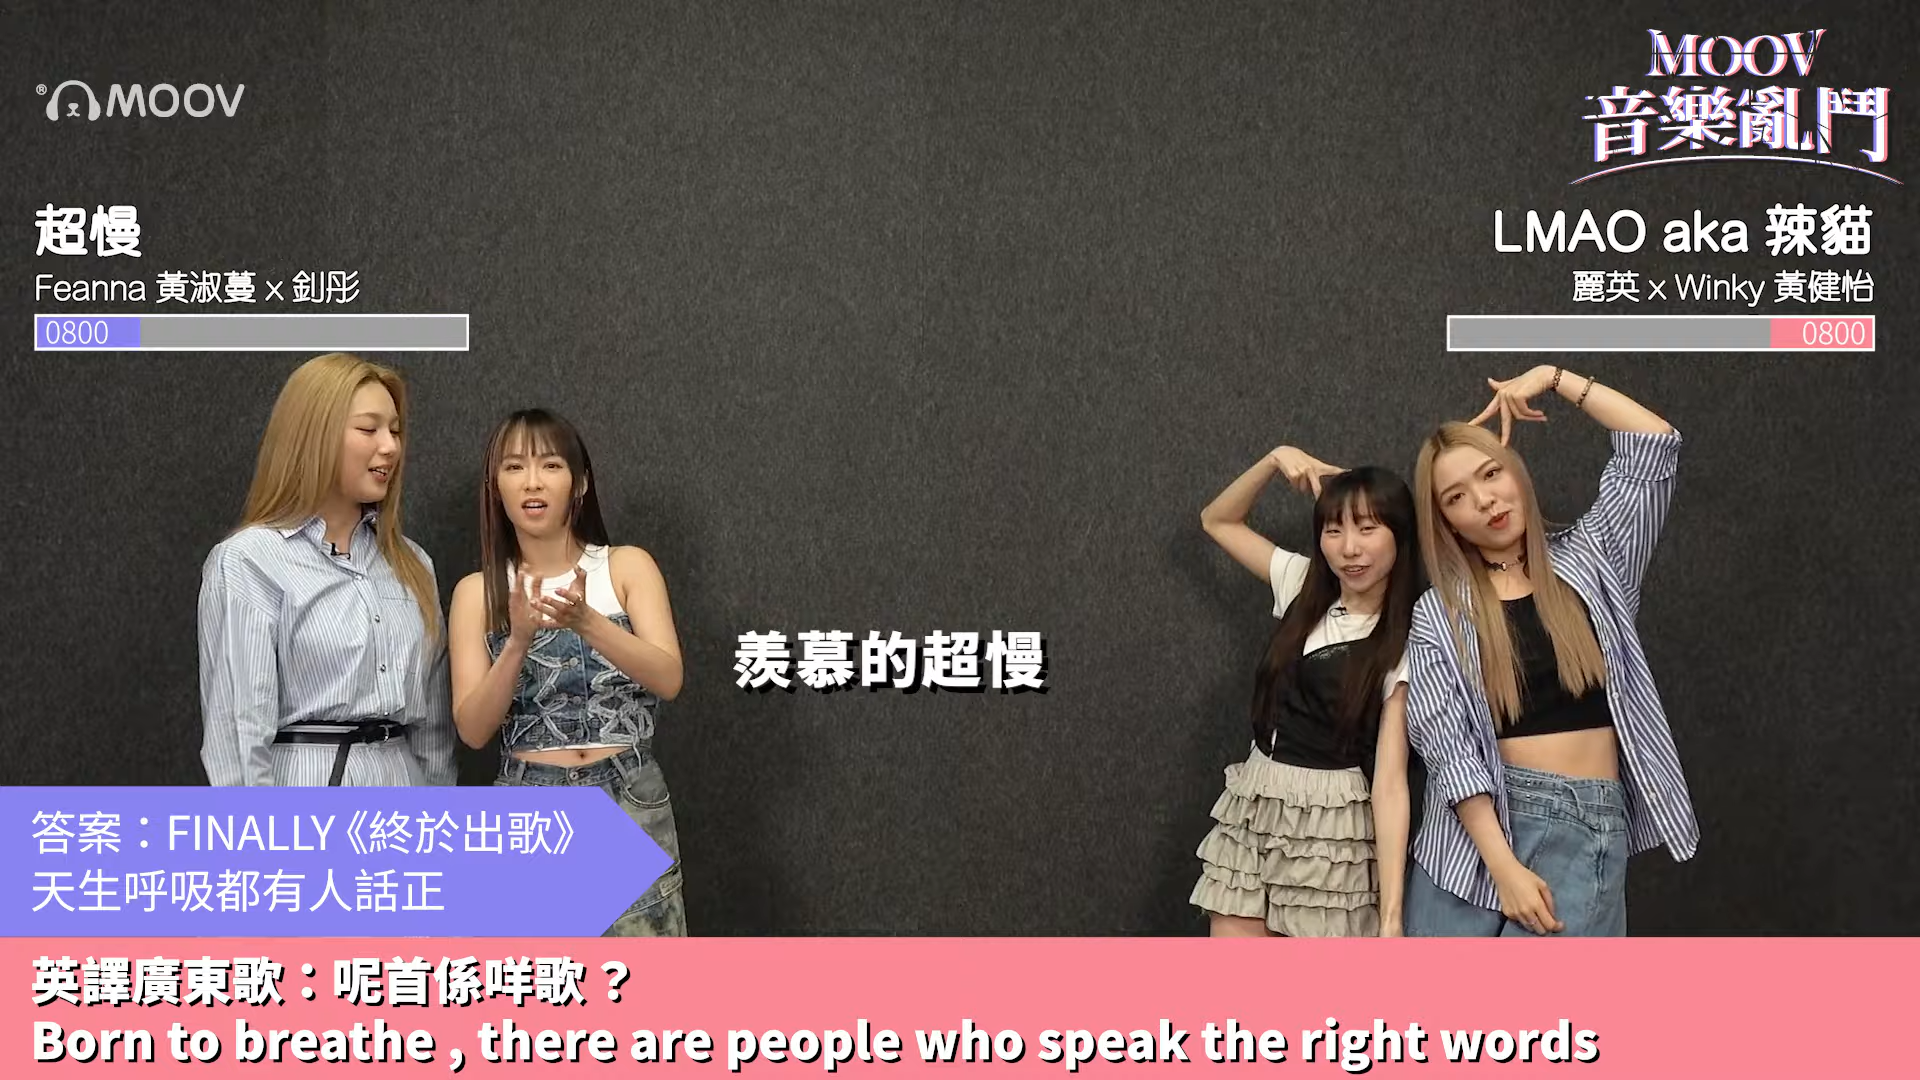 MOOV
MOOV
音樂亂鬥
超慢
Feanna 黃淑蔓 x 釗彤
0800
LMAO aka 辣貓
麗英 x Winky 黃健怡
0800
羨慕的超慢
答案：FINALLY《終於出歌》
天生呼吸都有人話正
英譯廣東歌：呢首係咩歌？
Born to breathe , there are people who speak the right words